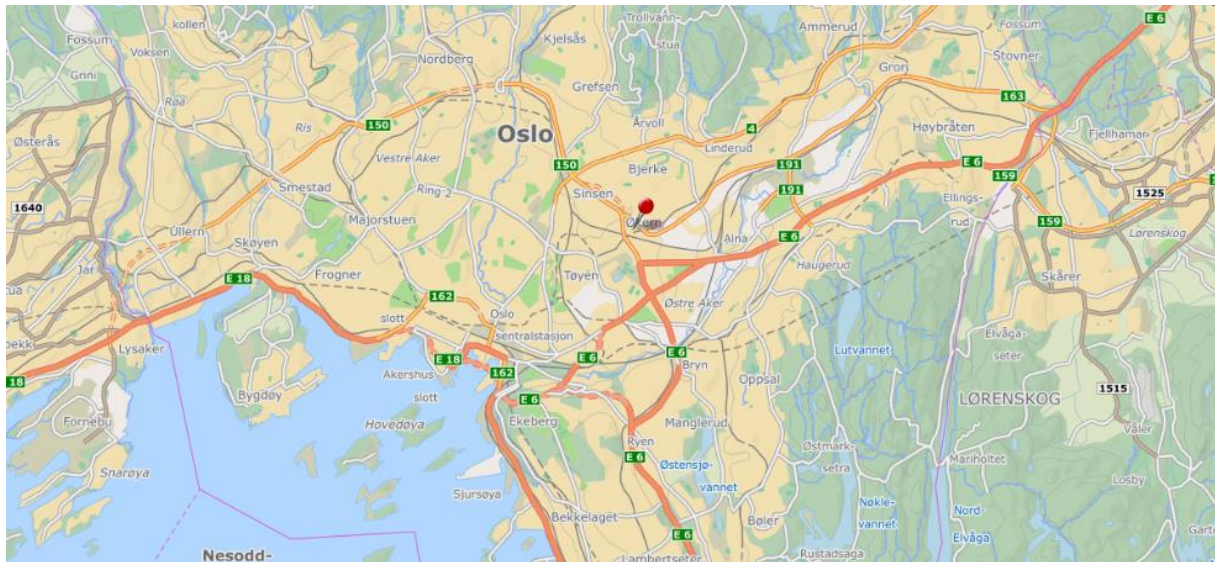 kollen
Trollvann-
stua
Ammerud
Fossum
E 6
Fossum
Voksen
Kjelsås
Stovner
Nordberg
Grorud
Grini
Grefsen
163
Røa
Årvoll
4
150
Ris
Oslo
Høybråten
Fjellhamar
Østerås
Linderud
Vestre Aker
150
Bjerke
191
E 6
159
Smestad
Ring 2
Sinsen
191
1525
1640
Majorstuen
Ellings-
rud
159
Økern
Ullern
Skøyen
Alna
E 6
Lørenskog
Jar
Frogner
Tøyen
Haugerud
Skårer
E 18
162
Østre Aker
slott
Oslo
sentralstasjon
Elvåga-
seter
Lysaker
E 18
E 6
E 6
Lutvannet
18
Akershus
slott
162
Bryn
Oppsal
1515
Bygdøy
E 6
LØRENSKOG
Fornebu
Hovedøya
Ekeberg
Manglerud
Våler
Ryen
Østmark-
setra
E 6
Mariholtet
Snarøya
Sjursøya
Østensjø-
vannet
Losby
Nøkle-
vannet
Bekkelaget
Bøler
Nord
Elvåga
E 6
Nesodd-
Lambertseter
Rustadsaga